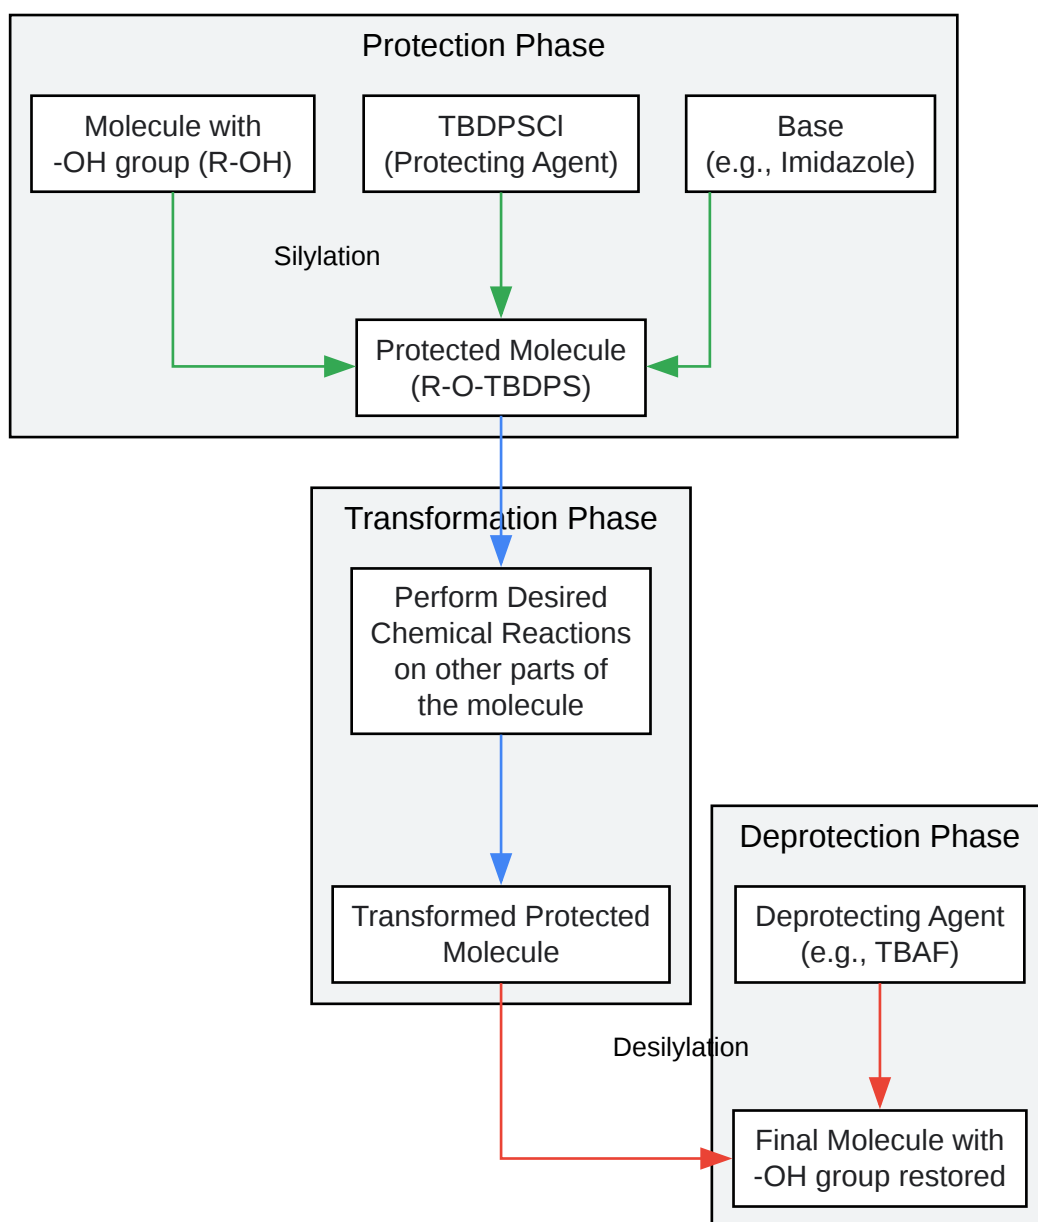 Protection Phase
Molecule with
-OH group (R-OH)
TBDPSCl
(Protecting Agent)
Base
(e.g., Imidazole)
Silylation
Protected Molecule
(R-O-TBDPS)
Transformation Phase
Perform Desired
Chemical Reactions
on other parts of
the molecule
Transformed Protected
Molecule
Deprotection Phase
Deprotecting Agent
(e.g., TBAF)
Desilylation
Final Molecule with
-OH group restored